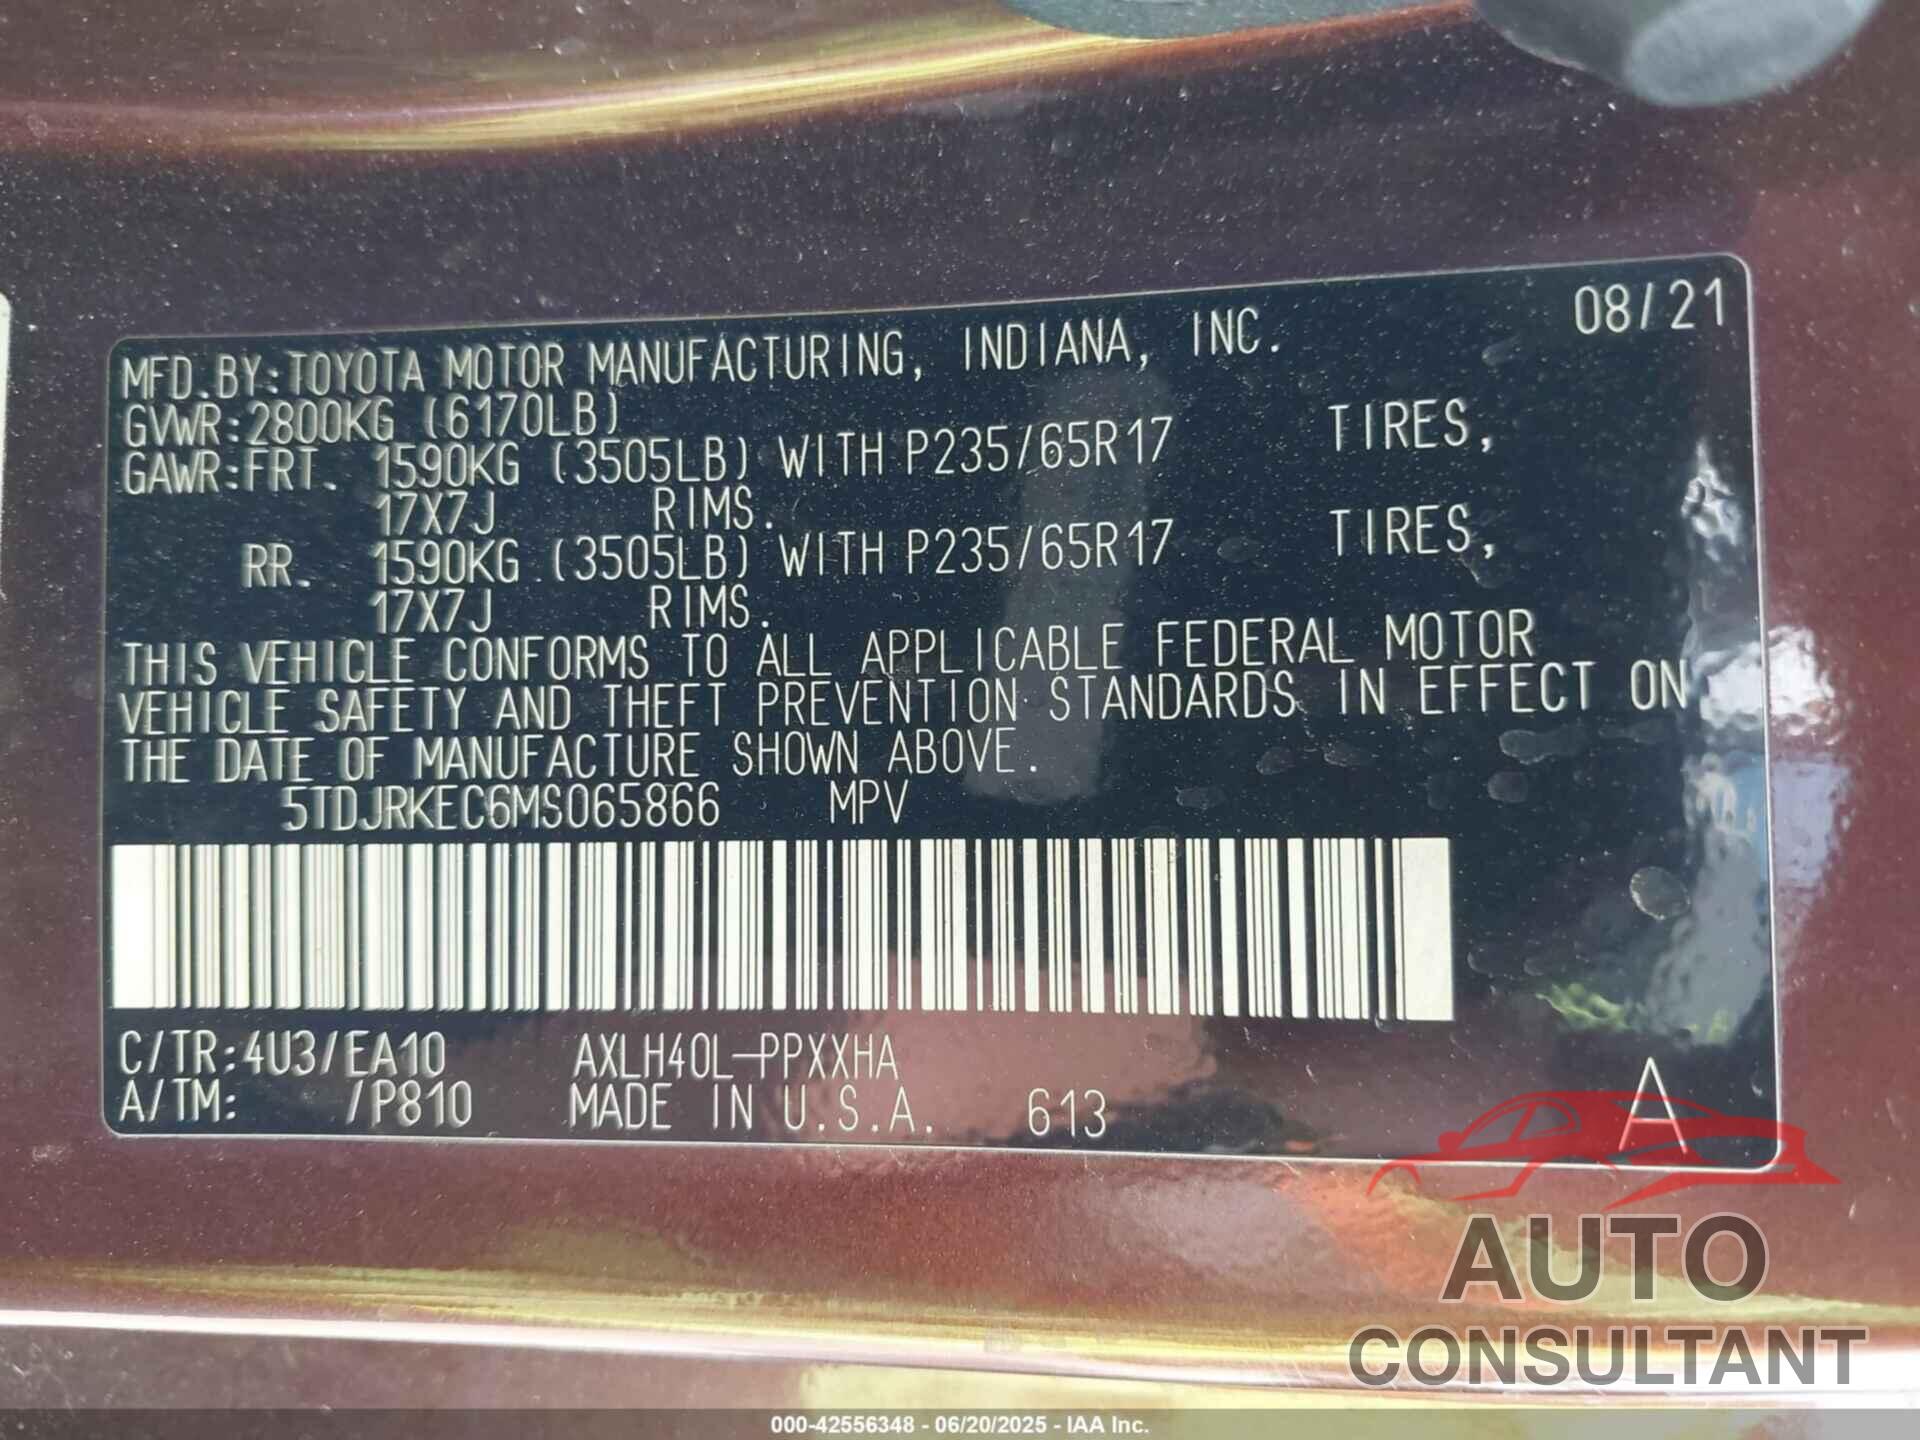 08/21
MFD.BY:TOYOTA MOTOR MANUFACTURING, INDIANA, INC.
GVWR:2800KG (6170LB)
GAWR:FRT. 1590KG (3505LB) WITH P235/65R17 TIRES,
17X7J RIMS.
RR. 1590KG (3505LB) WITH P235/65R17 TIRES,
17X7J RIMS.
THIS VEHICLE CONFORMS TO ALL APPLICABLE FEDERAL MOTOR
VEHICLE SAFETY AND THEFT PREVENTION STANDARDS IN EFFECT ON
THE DATE OF MANUFACTURE SHOWN ABOVE.
5TDJRKEC6MS065866 MPV
C/TR:4U3/EA10 AXLH40L-PPXXHA
A/TM: /P810 MADE IN U.S.A. 613 A
AUTO
CONSULTANT
000-42556348 - 06/20/2025 - IAA Inc.